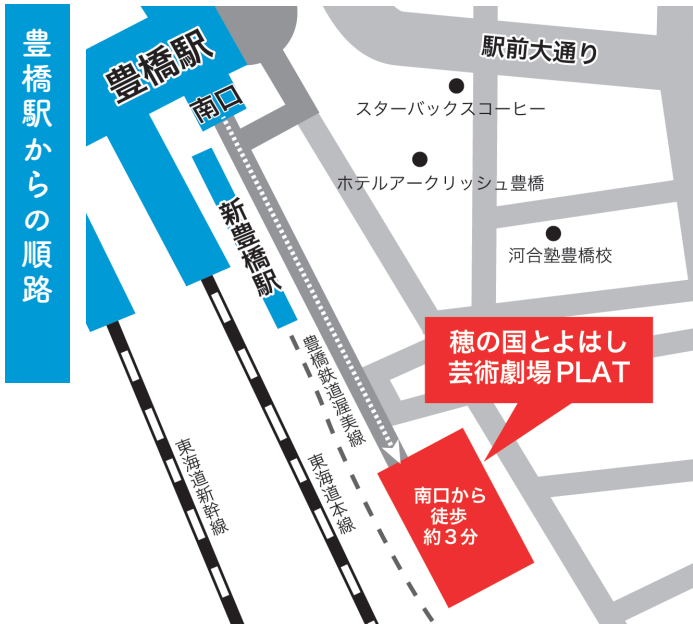 豊橋駅からの順路
豊橋駅
南口
駅前大通り
スターバックスコーヒー
ホテルアークリッシュ豊橋
新豊橋駅
河合塾豊橋校
穂の国とよはし
芸術劇場PLAT
豊橋鉄道渥美線
東海道新幹線
東海道本線
南口から
徒歩
約3分